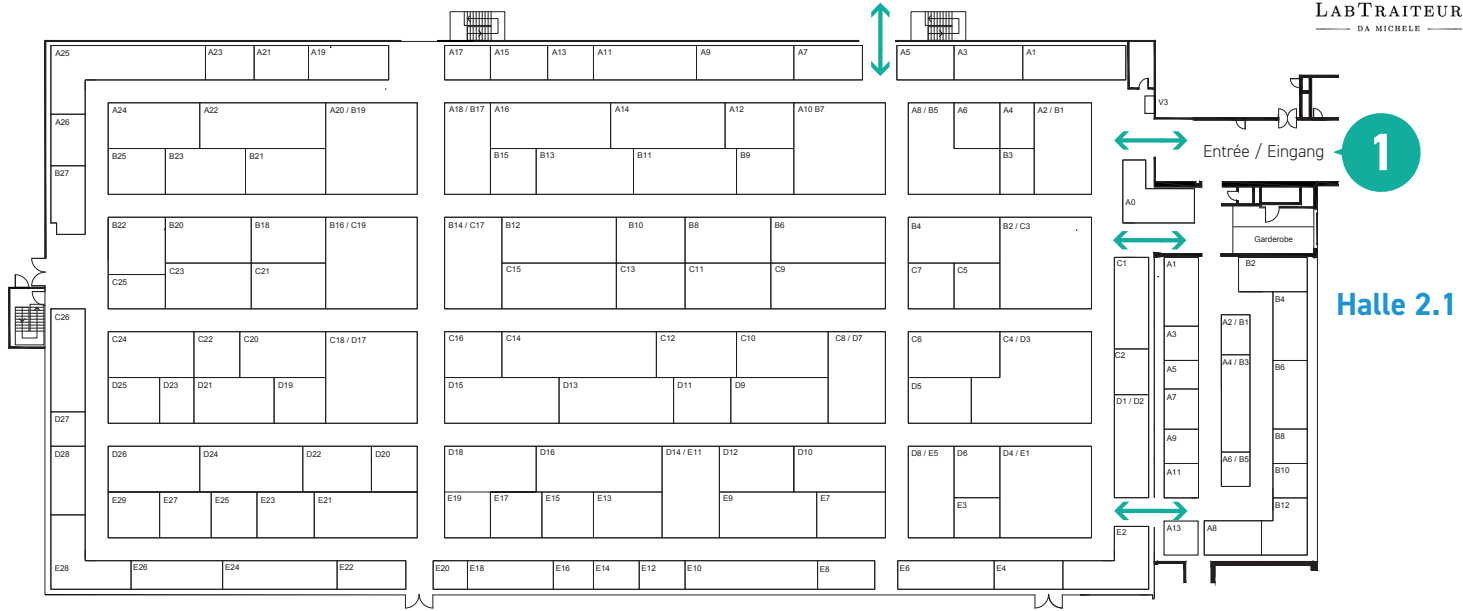 LABTRAITEUR
DA MICHELE
A25
A23
A21
A19
A17
A15
A13
A11
A9
A7
A5
A3
A1
V3
A24
A22
A20 / B19
A18 / B17
A16
A14
A12
A10 B7
A8 / B5
A6
A4
A2 / B1
A26
B25
B23
B21
B15
B13
B11
B9
B3
Entrée / Eingang
1
B27
A0
B22
B20
B18
B16 / C19
B14 / C17
B12
B10
B8
B6
B4
B2 / C3
Garderobe
C25
C23
C21
C15
C13
C11
C9
C7
C5
C1
A1
B2
B4
Halle 2.1
C26
A2 / B1
C24
C22
C20
C18 / D17
C16
C14
C12
C10
C8 / D7
C6
C4 / D3
C2
A3
A4 / B3
A5
B6
D25
D23
D21
D19
D15
D13
D11
D9
D5
D1 / D2
A7
D27
D28
D26
D24
D22
D20
D18
D16
D14 / E11
D12
D10
D8 / E5
D6
D4 / E1
A9
B8
A6 / B5
A11
B10
E29
E27
E25
E23
E21
E19
E17
E15
E13
E9
E7
E3
B12
E2
A13
A8
E28
E26
E24
E22
E20
E18
E16
E14
E12
E10
E8
E6
E4